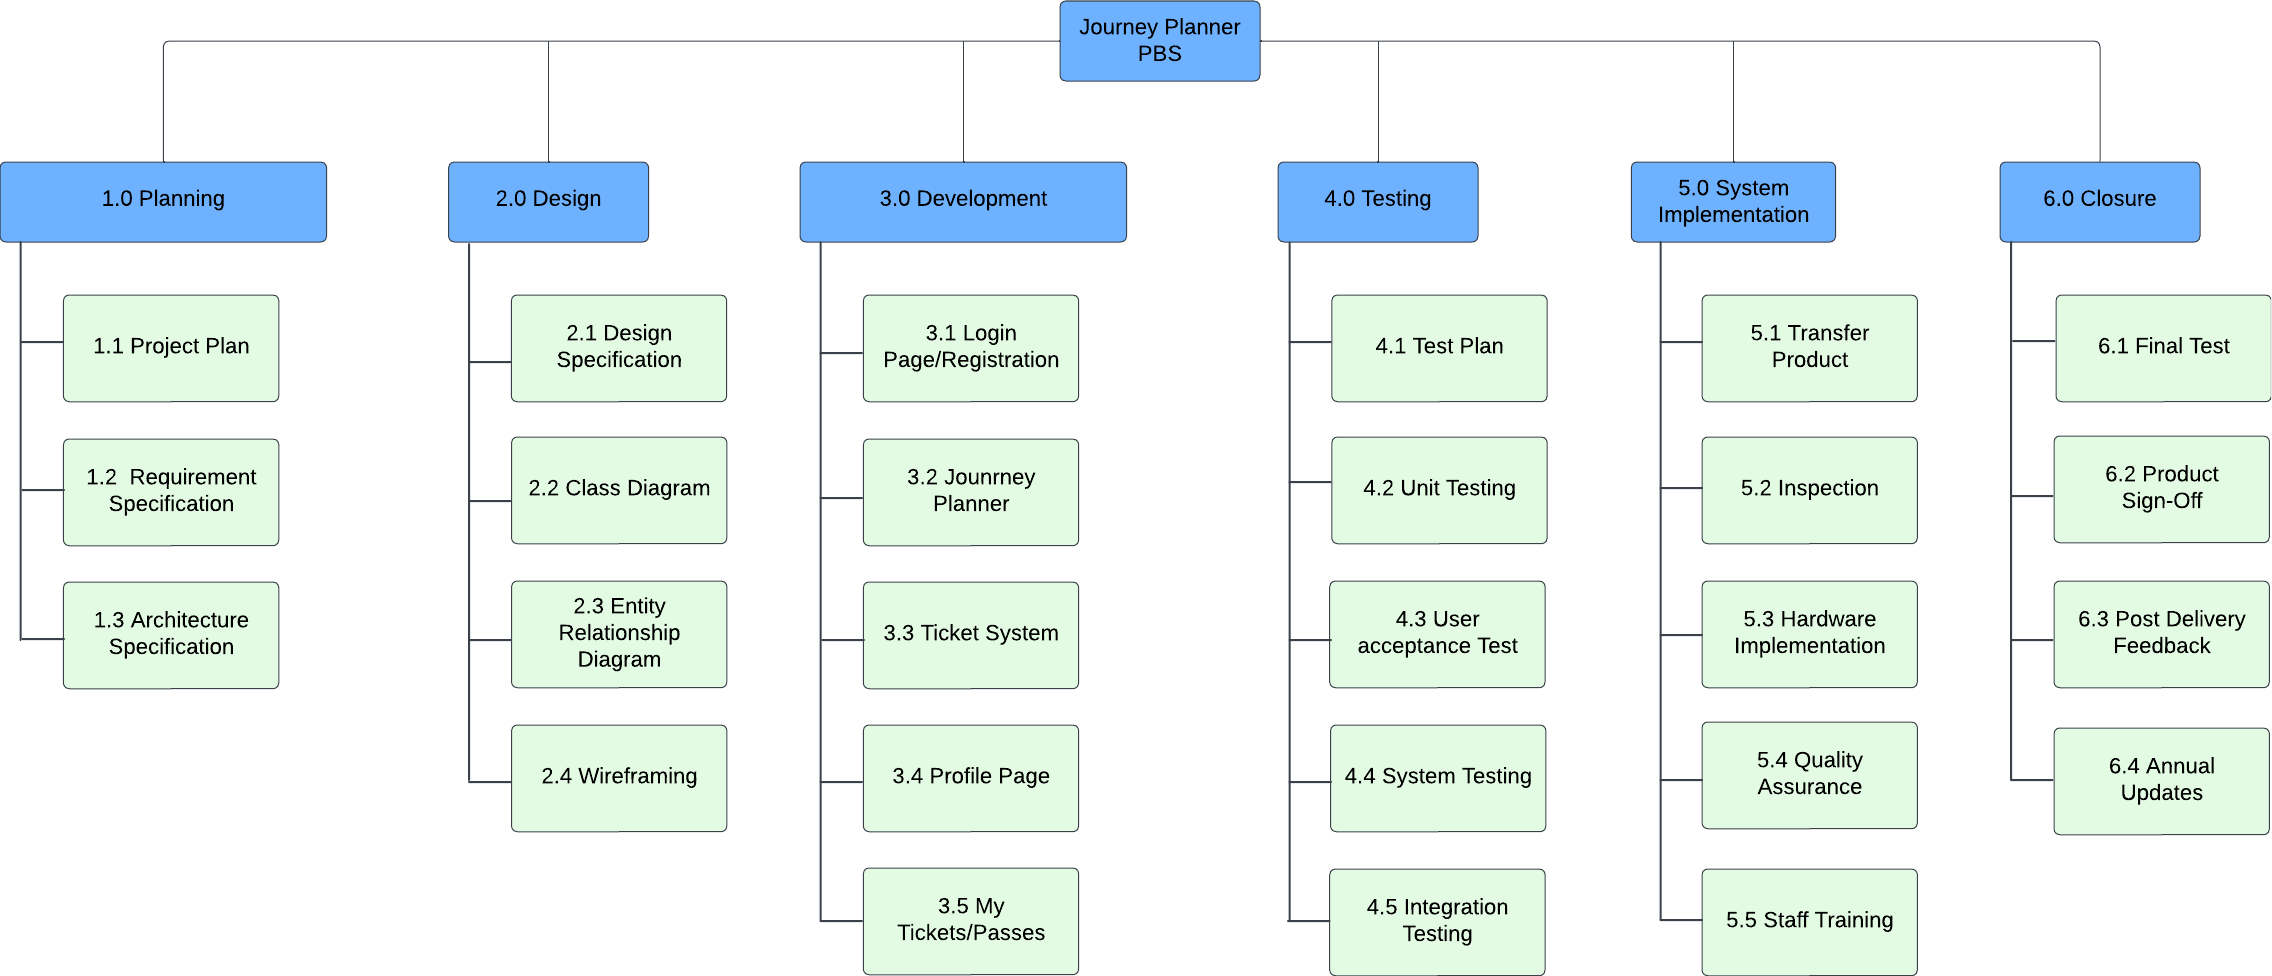 Journey Planner
PBS
1.0 Planning
2.0 Design
3.0 Development
4.0 Testing
5.0 System
Implementation
6.0 Closure
1.1 Project Plan
1.2  Requirement
Specification
1.3 Architecture
Specification
2.1 Design
Specification
2.2 Class Diagram
2.3 Entity
Relationship
Diagram
2.4 Wireframing
3.1 Login
Page/Registration
3.2 Jounrney
Planner
3.3 Ticket System
3.4 Profile Page
3.5 My
Tickets/Passes
4.1 Test Plan
4.2 Unit Testing
4.3 User
acceptance Test
4.4 System Testing
4.5 Integration
Testing
5.1 Transfer
Product
5.2 Inspection
5.3 Hardware
Implementation
5.4 Quality
Assurance
5.5 Staff Training
6.1 Final Test
6.2 Product
Sign-Off
6.3 Post Delivery
Feedback
6.4 Annual
Updates